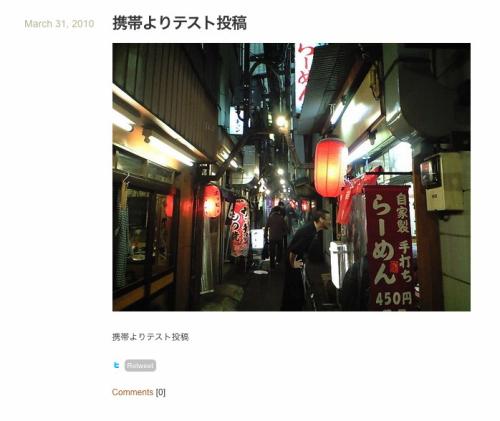 March 31, 2010
携帯よりテスト投稿
らーめん
自家製 手打ち
らーめん
450円
携帯よりテスト投稿
Retweet
Comments [0]